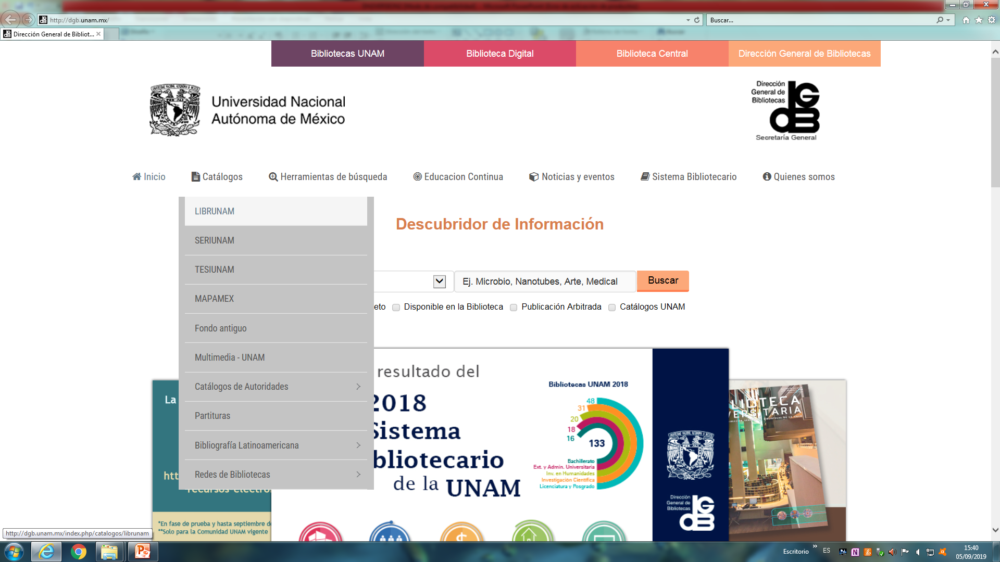 http://dgb.unam.mx/
Buscar...
Dirección General de Bibliot...
Bibliotecas UNAM
Biblioteca Digital
Biblioteca Central
Dirección General de Bibliotecas
Universidad Nacional
Autónoma de México
Dirección
General de
Bibliotecas
Secretaría General
Inicio
Catálogos
Herramientas de búsqueda
Educacion Continua
Noticias y eventos
Sistema Bibliotecario
Quienes somos
LIBRUNAM
SERIUNAM
TESIUNAM
MAPAMEX
Fondo antiguo
Multimedia - UNAM
Catálogos de Autoridades
Partituras
Bibliografía Latinoamericana
Redes de Bibliotecas
Descubridor de Información
Ej. Microbio, Nanotubes, Arte, Medical
Buscar
eto
Disponible en la Biblioteca
Publicación Arbitrada
Catálogos UNAM
La
htt
*En fase de prueba y hasta septiembre de
**Solo para la Comunidad UNAM vigente
resultado del
2018
Sistema
bliotecario
de la UNAM
Bibliotecas UNAM 2018
48
31
20
18
16
133
Bachillerato
Ext. y Admin. Universitaria
Inv. en Humanidades
Investigación Científica
Licenciatura y Posgrado
Dirección
General de
Bibliotecas
http://dgb.unam.mx/index.php/catalogos/librunam
Escritorio
ES
15:40
05/09/2019